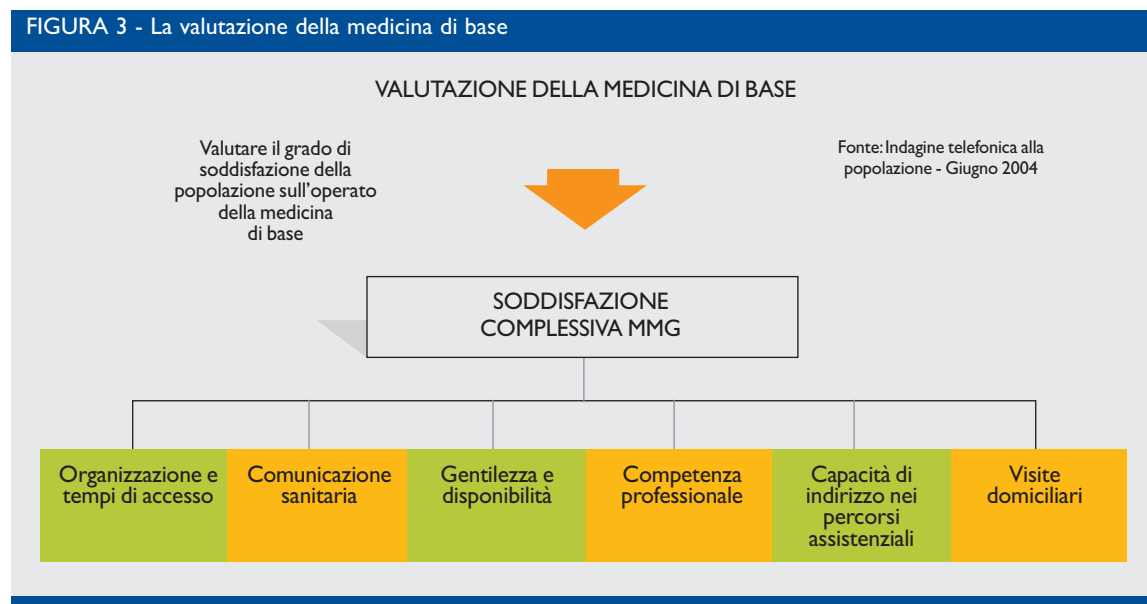 FIGURA 3 - La valutazione della medicina di base
VALUTAZIONE DELLA MEDICINA DI BASE
Valutare il grado di
soddisfazione della
popolazione sull'operato
della medicina
di base
Fonte: Indagine telefonica alla
popolazione - Giugno 2004
SODDISFAZIONE
COMPLESSIVA MMG
Organizzazione e
tempi di accesso
Comunicazione
sanitaria
Gentilezza e
disponibilità
Competenza
professionale
Capacità di
indirizzo nei
percorsi
assistenziali
Visite
domiciliari